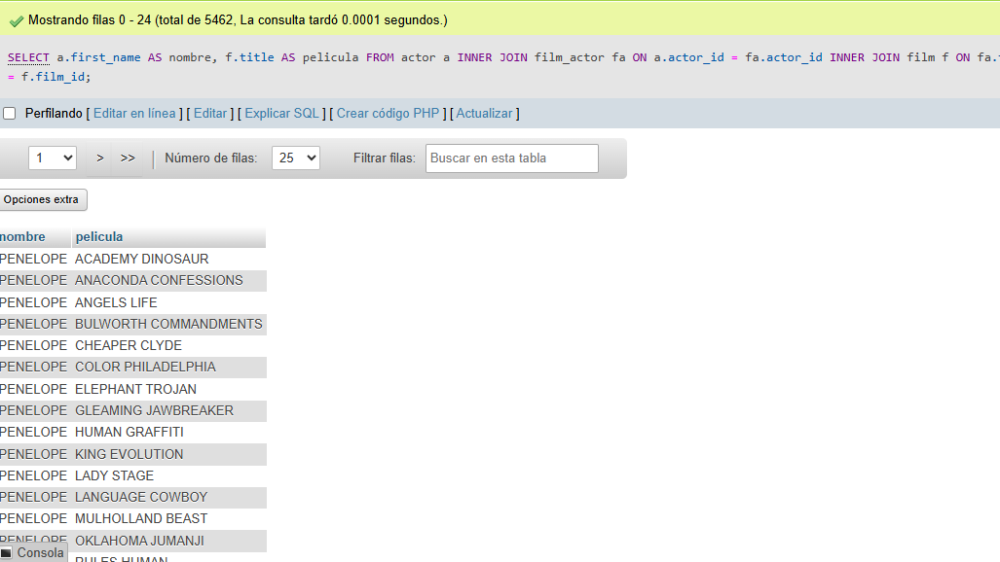 Mostrando filas 0 - 24 (total de 5462, La consulta tardó 0.0001 segundos.)
SELECT a.first_name AS nombre, f.title AS pelicula FROM actor a INNER JOIN film_actor fa ON a.actor_id = fa.actor_id INNER JOIN film f ON fa.
= f.film_id;
Perfilando [ Editar en línea ] [ Editar ] [ Explicar SQL ] [ Crear código PHP ] [ Actualizar ]
1 > >> | Número de filas: 25 Filtrar filas: Buscar en esta tabla
Opciones extra
nombre pelicula
PENELOPE ACADEMY DINOSAUR
PENELOPE ANACONDA CONFESSIONS
PENELOPE ANGELS LIFE
PENELOPE BULWORTH COMMANDMENTS
PENELOPE CHEAPER CLYDE
PENELOPE COLOR PHILADELPHIA
PENELOPE ELEPHANT TROJAN
PENELOPE GLEAMING JAWBREAKER
PENELOPE HUMAN GRAFFITI
PENELOPE KING EVOLUTION
PENELOPE LADY STAGE
PENELOPE LANGUAGE COWBOY
PENELOPE MULHOLLAND BEAST
PENELOPE OKLAHOMA JUMANJI
Consola
RULES HUMAN